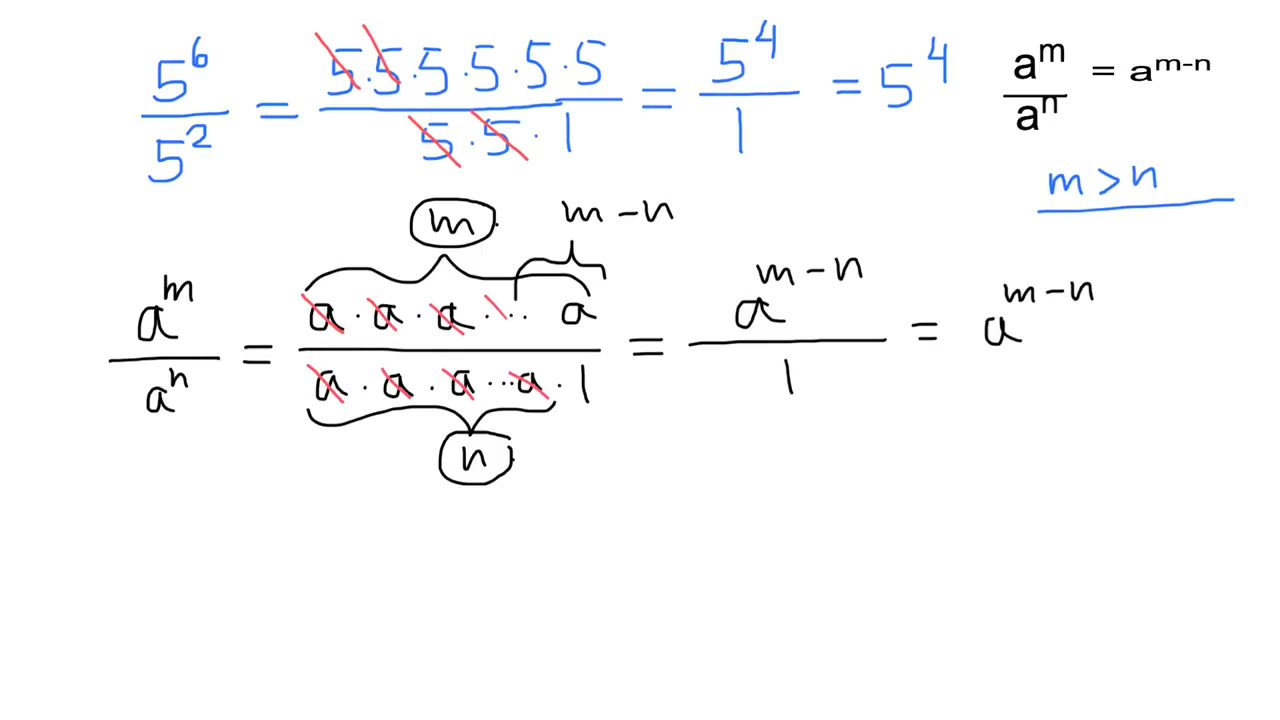 5^6/5^2 = 5·5·5·5·5·5/5·5·1 = 5^4/1 = 5^4
a^m/a^n = a^m-n
m > n
m m-n
a^m/a^n = a·a·a··· a/a·a·a···a·1 = a^m-n/1 = a^m-n
n